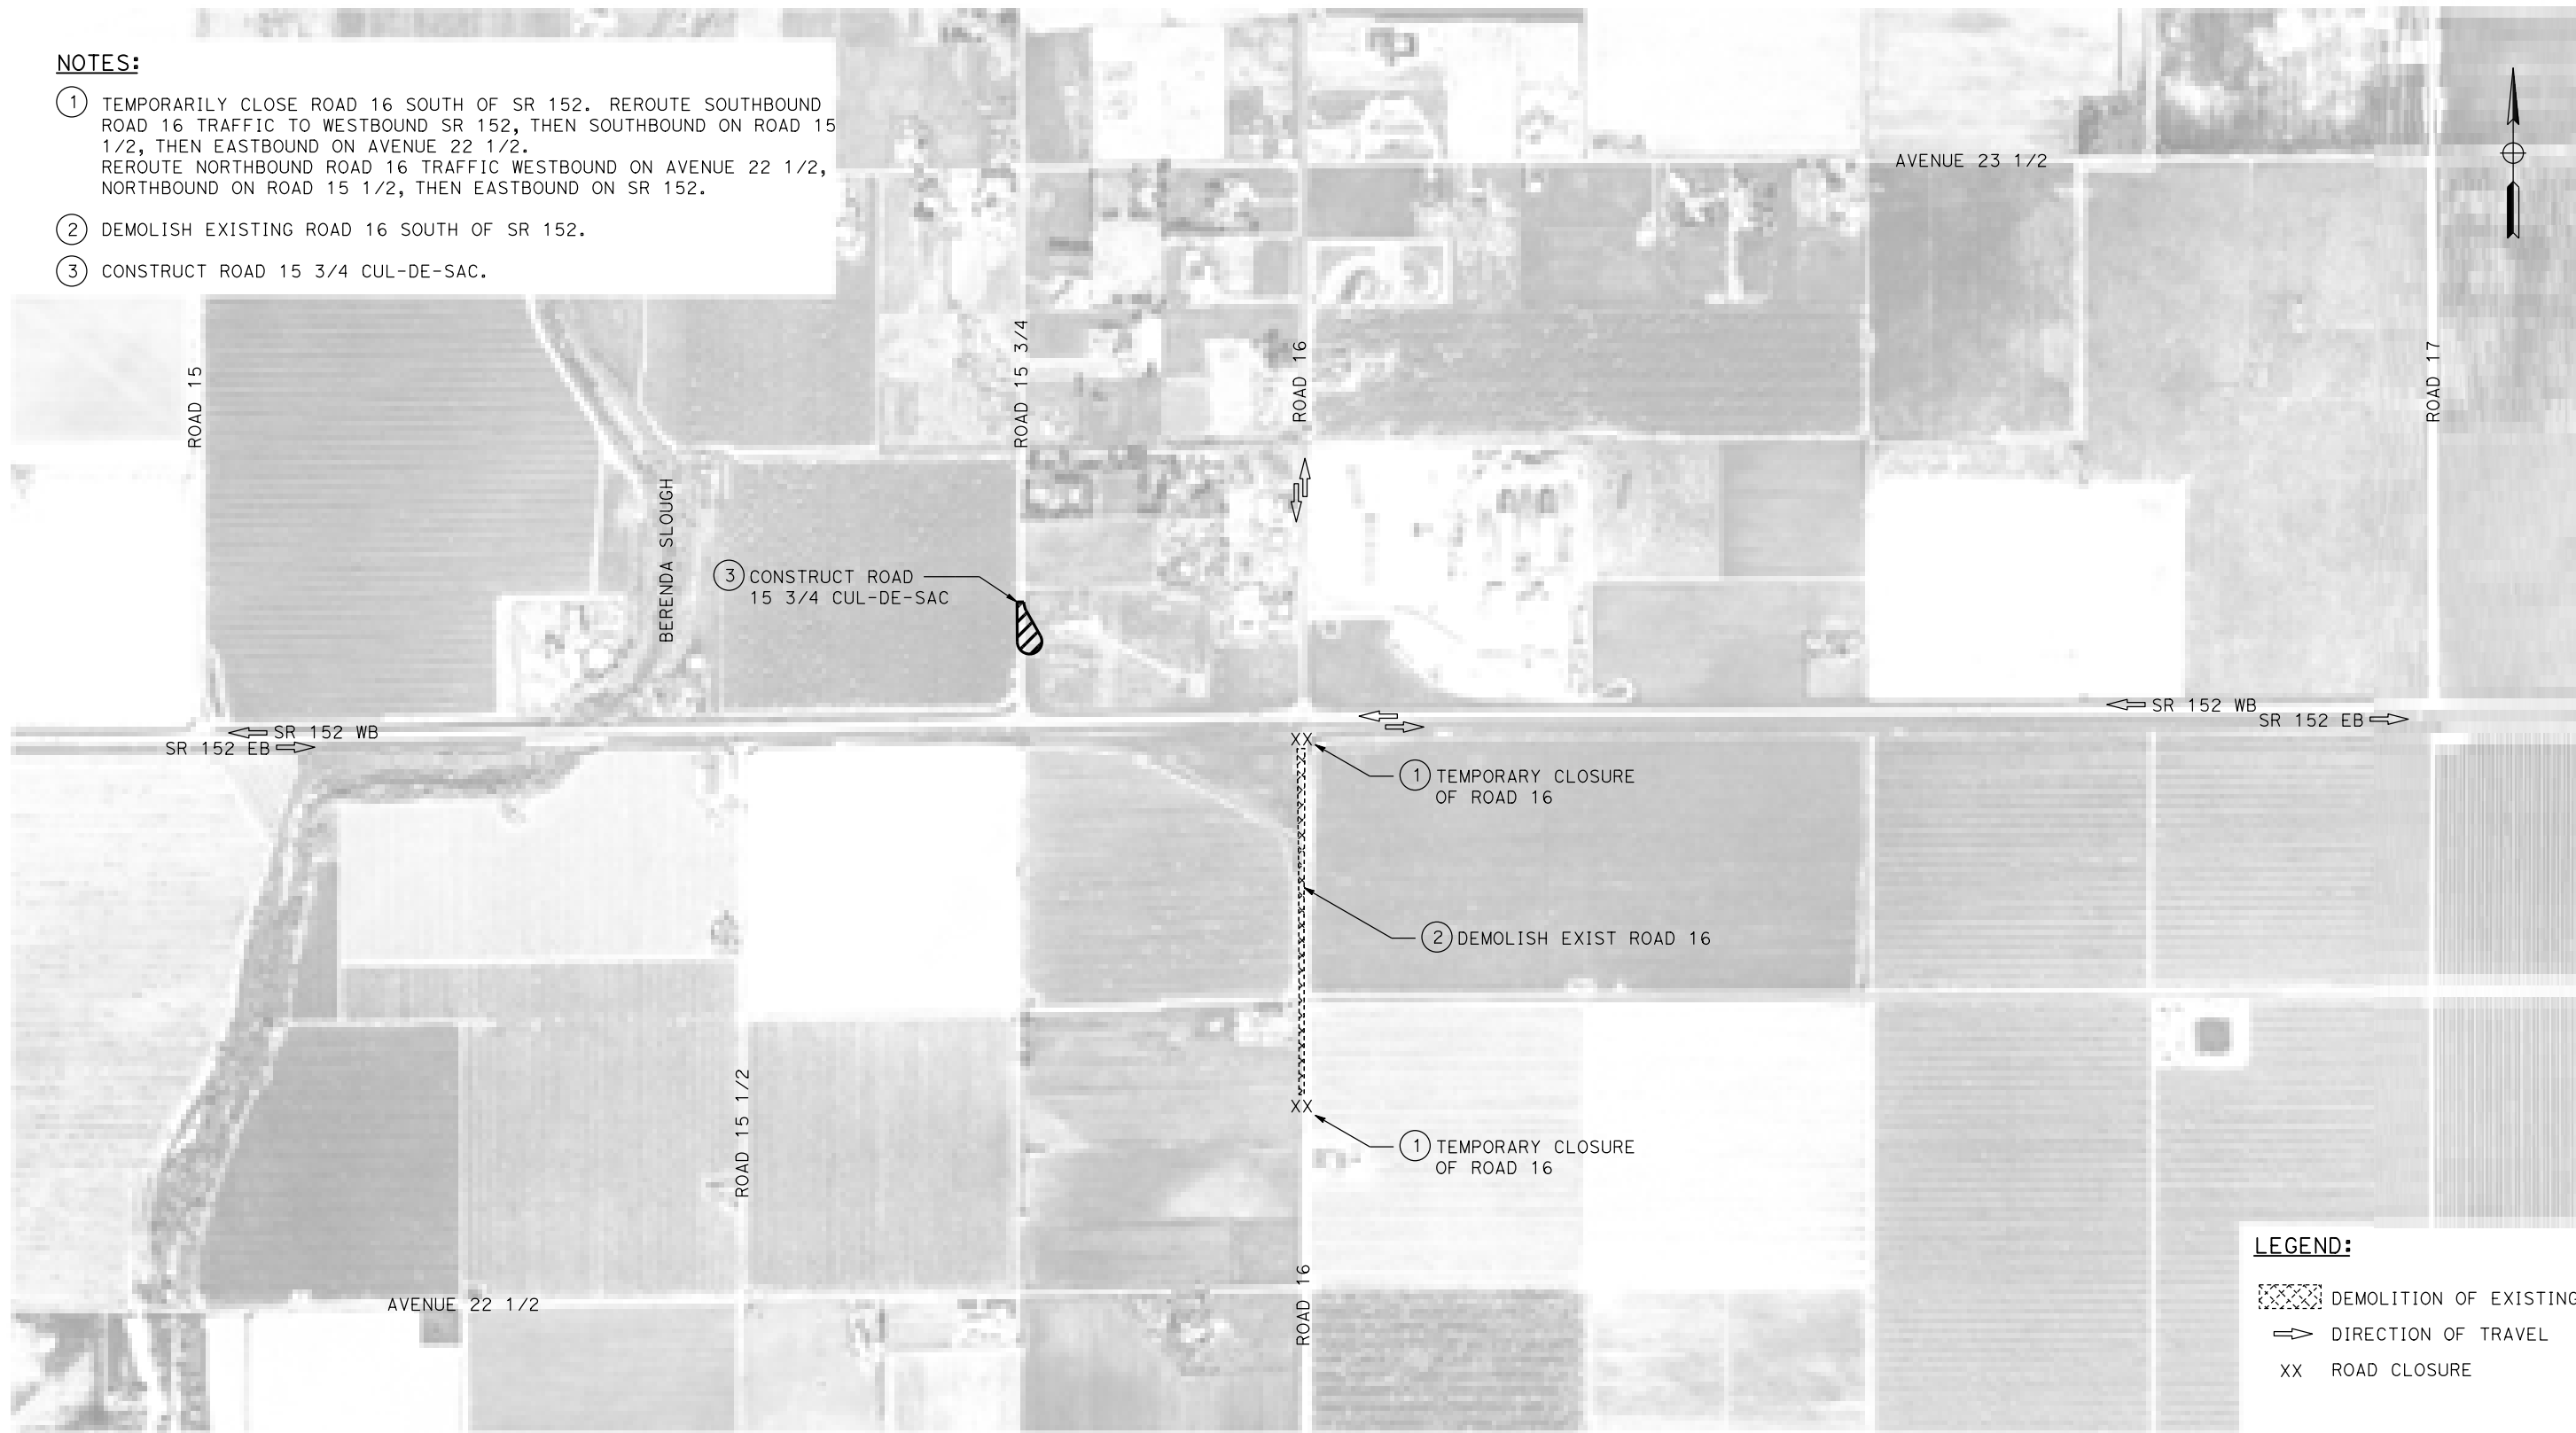 NOTES:
1 TEMPORARILY CLOSE ROAD 16 SOUTH OF SR 152. REROUTE SOUTHBOUND
ROAD 16 TRAFFIC TO WESTBOUND SR 152, THEN SOUTHBOUND ON ROAD 15
1/2, THEN EASTBOUND ON AVENUE 22 1/2.
REROUTE NORTHBOUND ROAD 16 TRAFFIC WESTBOUND ON AVENUE 22 1/2,
NORTHBOUND ON ROAD 15 1/2, THEN EASTBOUND ON SR 152.
2 DEMOLISH EXISTING ROAD 16 SOUTH OF SR 152.
3 CONSTRUCT ROAD 15 3/4 CUL-DE-SAC.
AVENUE 23 1/2
ROAD 15
ROAD 15 3/4
ROAD 16
ROAD 17
BERENDA SLOUGH
3 CONSTRUCT ROAD
15 3/4 CUL-DE-SAC
SR 152 WB
SR 152 EB
SR 152 WB
SR 152 EB
XX
1 TEMPORARY CLOSURE
OF ROAD 16
2 DEMOLISH EXIST ROAD 16
XX
1 TEMPORARY CLOSURE
OF ROAD 16
ROAD 15 1/2
ROAD 16
AVENUE 22 1/2
LEGEND:
DEMOLITION OF EXISTING
DIRECTION OF TRAVEL
XX ROAD CLOSURE